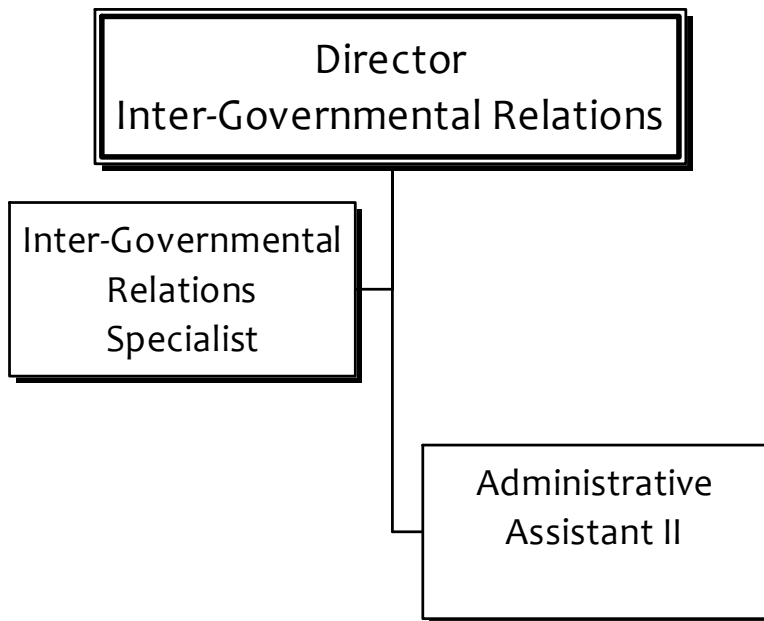 Director
Inter-Governmental Relations
Inter-Governmental
Relations
Specialist
Administrative
Assistant II